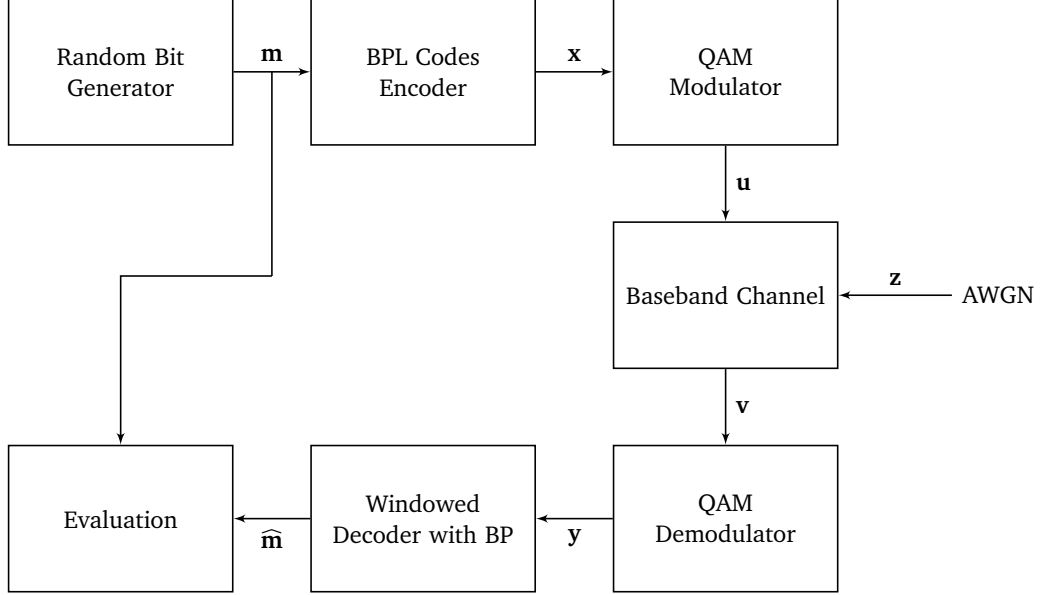 Random Bit
Generator
m
BPL Codes
Encoder
x
QAM
Modulator
u
Baseband Channel
z
AWGN
v
Evaluation
m̂
Windowed
Decoder with BP
y
QAM
Demodulator